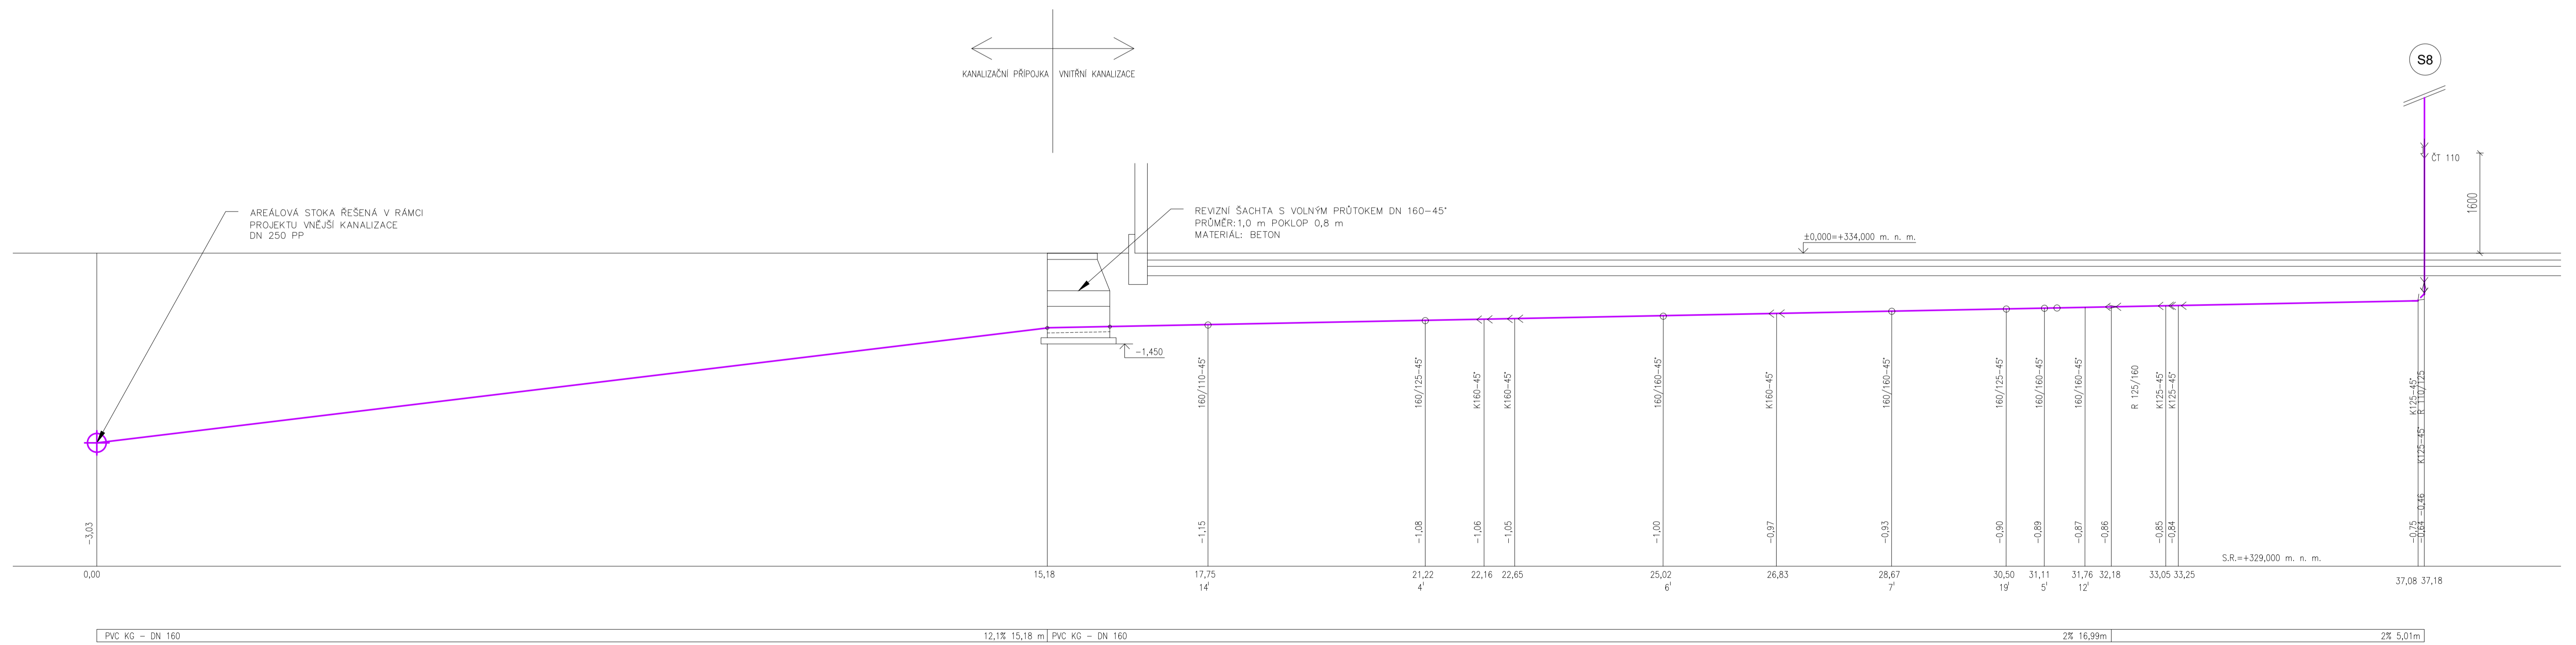 S8
KANALIZAČNÍ PŘÍPOJKA
VNITŘNÍ KANALIZACE
ČT 110
1600
AREÁLOVÁ STOKA ŘEŠENÁ V RÁMCI
PROJEKTU VNĚJŠÍ KANALIZACE
DN 250 PP
REVIZNÍ ŠACHTA S VOLNÝM PRŮTOKEM DN 160-45°
PRŮMĚR:1,0 m POKLOP 0,8 m
MATERIÁL: BETON
±0,000=+334,000 m. n. m.
-1,450
160/110-45°
160/125-45°
K160-45°
K160-45°
160/160-45°
K160-45°
160/160-45°
160/125-45°
160/160-45°
160/160-45°
R 125/160
K125-45°
K125-45°
K125-45°
R 110/125
K125-45°
-3,03
-1,15
-1,08
-1,06
-1,05
-1,00
-0,97
-0,93
-0,90
-0,89
-0,87
-0,86
-0,85
-0,84
-0,75
-0,64
-0,46
S.R.=+329,000 m. n. m.
0,00
15,18
17,75
21,22
22,16
22,65
25,02
26,83
28,67
30,50
31,11
31,76
32,18
33,05
33,25
37,08
37,18
14'
4'
6'
7'
19'
5'
12'
PVC KG - DN 160
12,1% 15,18 m
PVC KG - DN 160
2% 16,99m
2% 5,01m